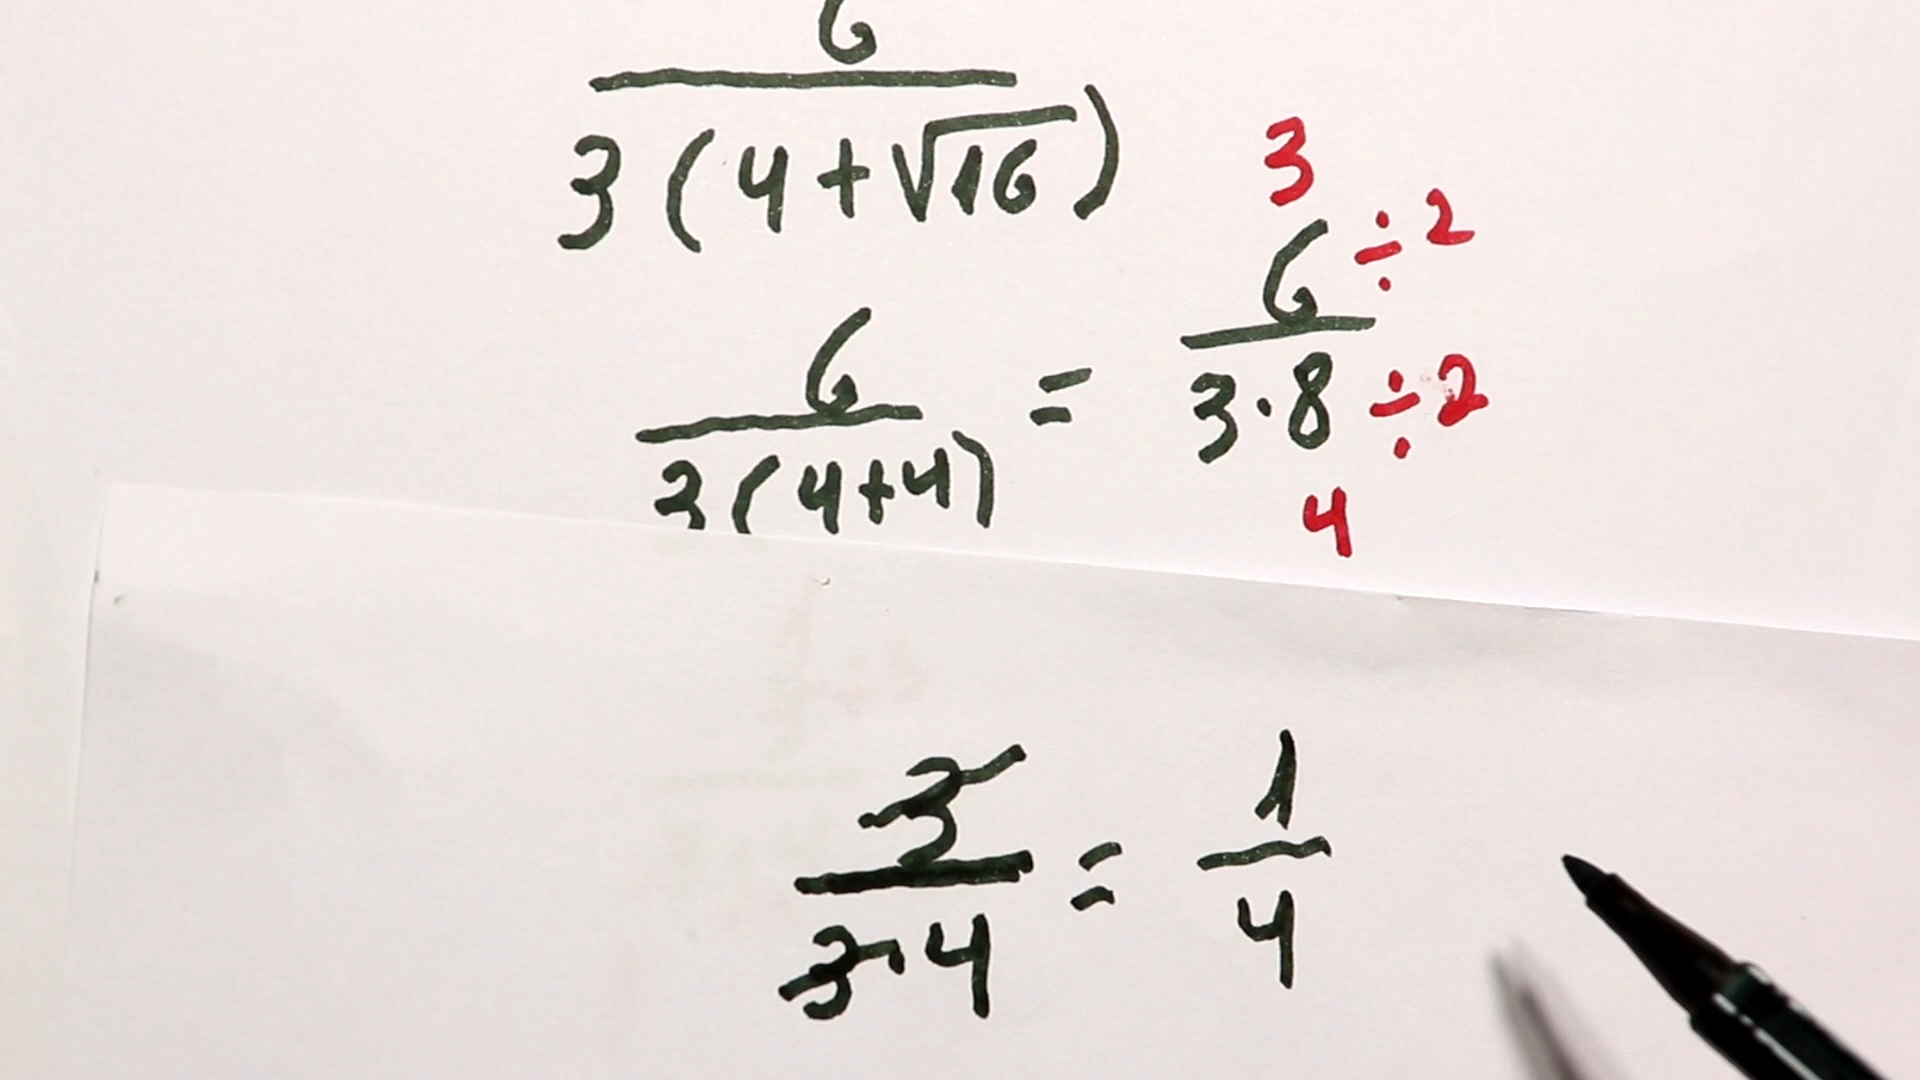 6
3(4+√16)
6/3(4+4) = 6/3·8
3 ÷2
÷2 4
3/3·4 = 1/4